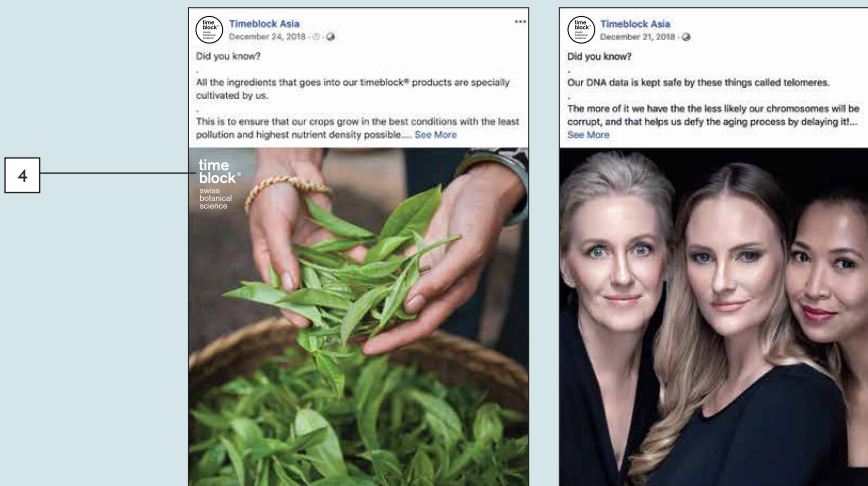 4
Timeblock Asia
December 24, 2018 ·
Did you know?
.
All the ingredients that goes into our timeblock® products are specially
cultivated by us.
.
This is to ensure that our crops grow in the best conditions with the least
pollution and highest nutrient density possible.... See More
time
block®
swiss
botanical
science
Timeblock Asia
December 21, 2018 ·
Did you know?
.
Our DNA data is kept safe by these things called telomeres.
.
The more of it we have the the less likely our chromosomes will be
corrupt, and that helps us defy the aging process by delaying it!...
See More